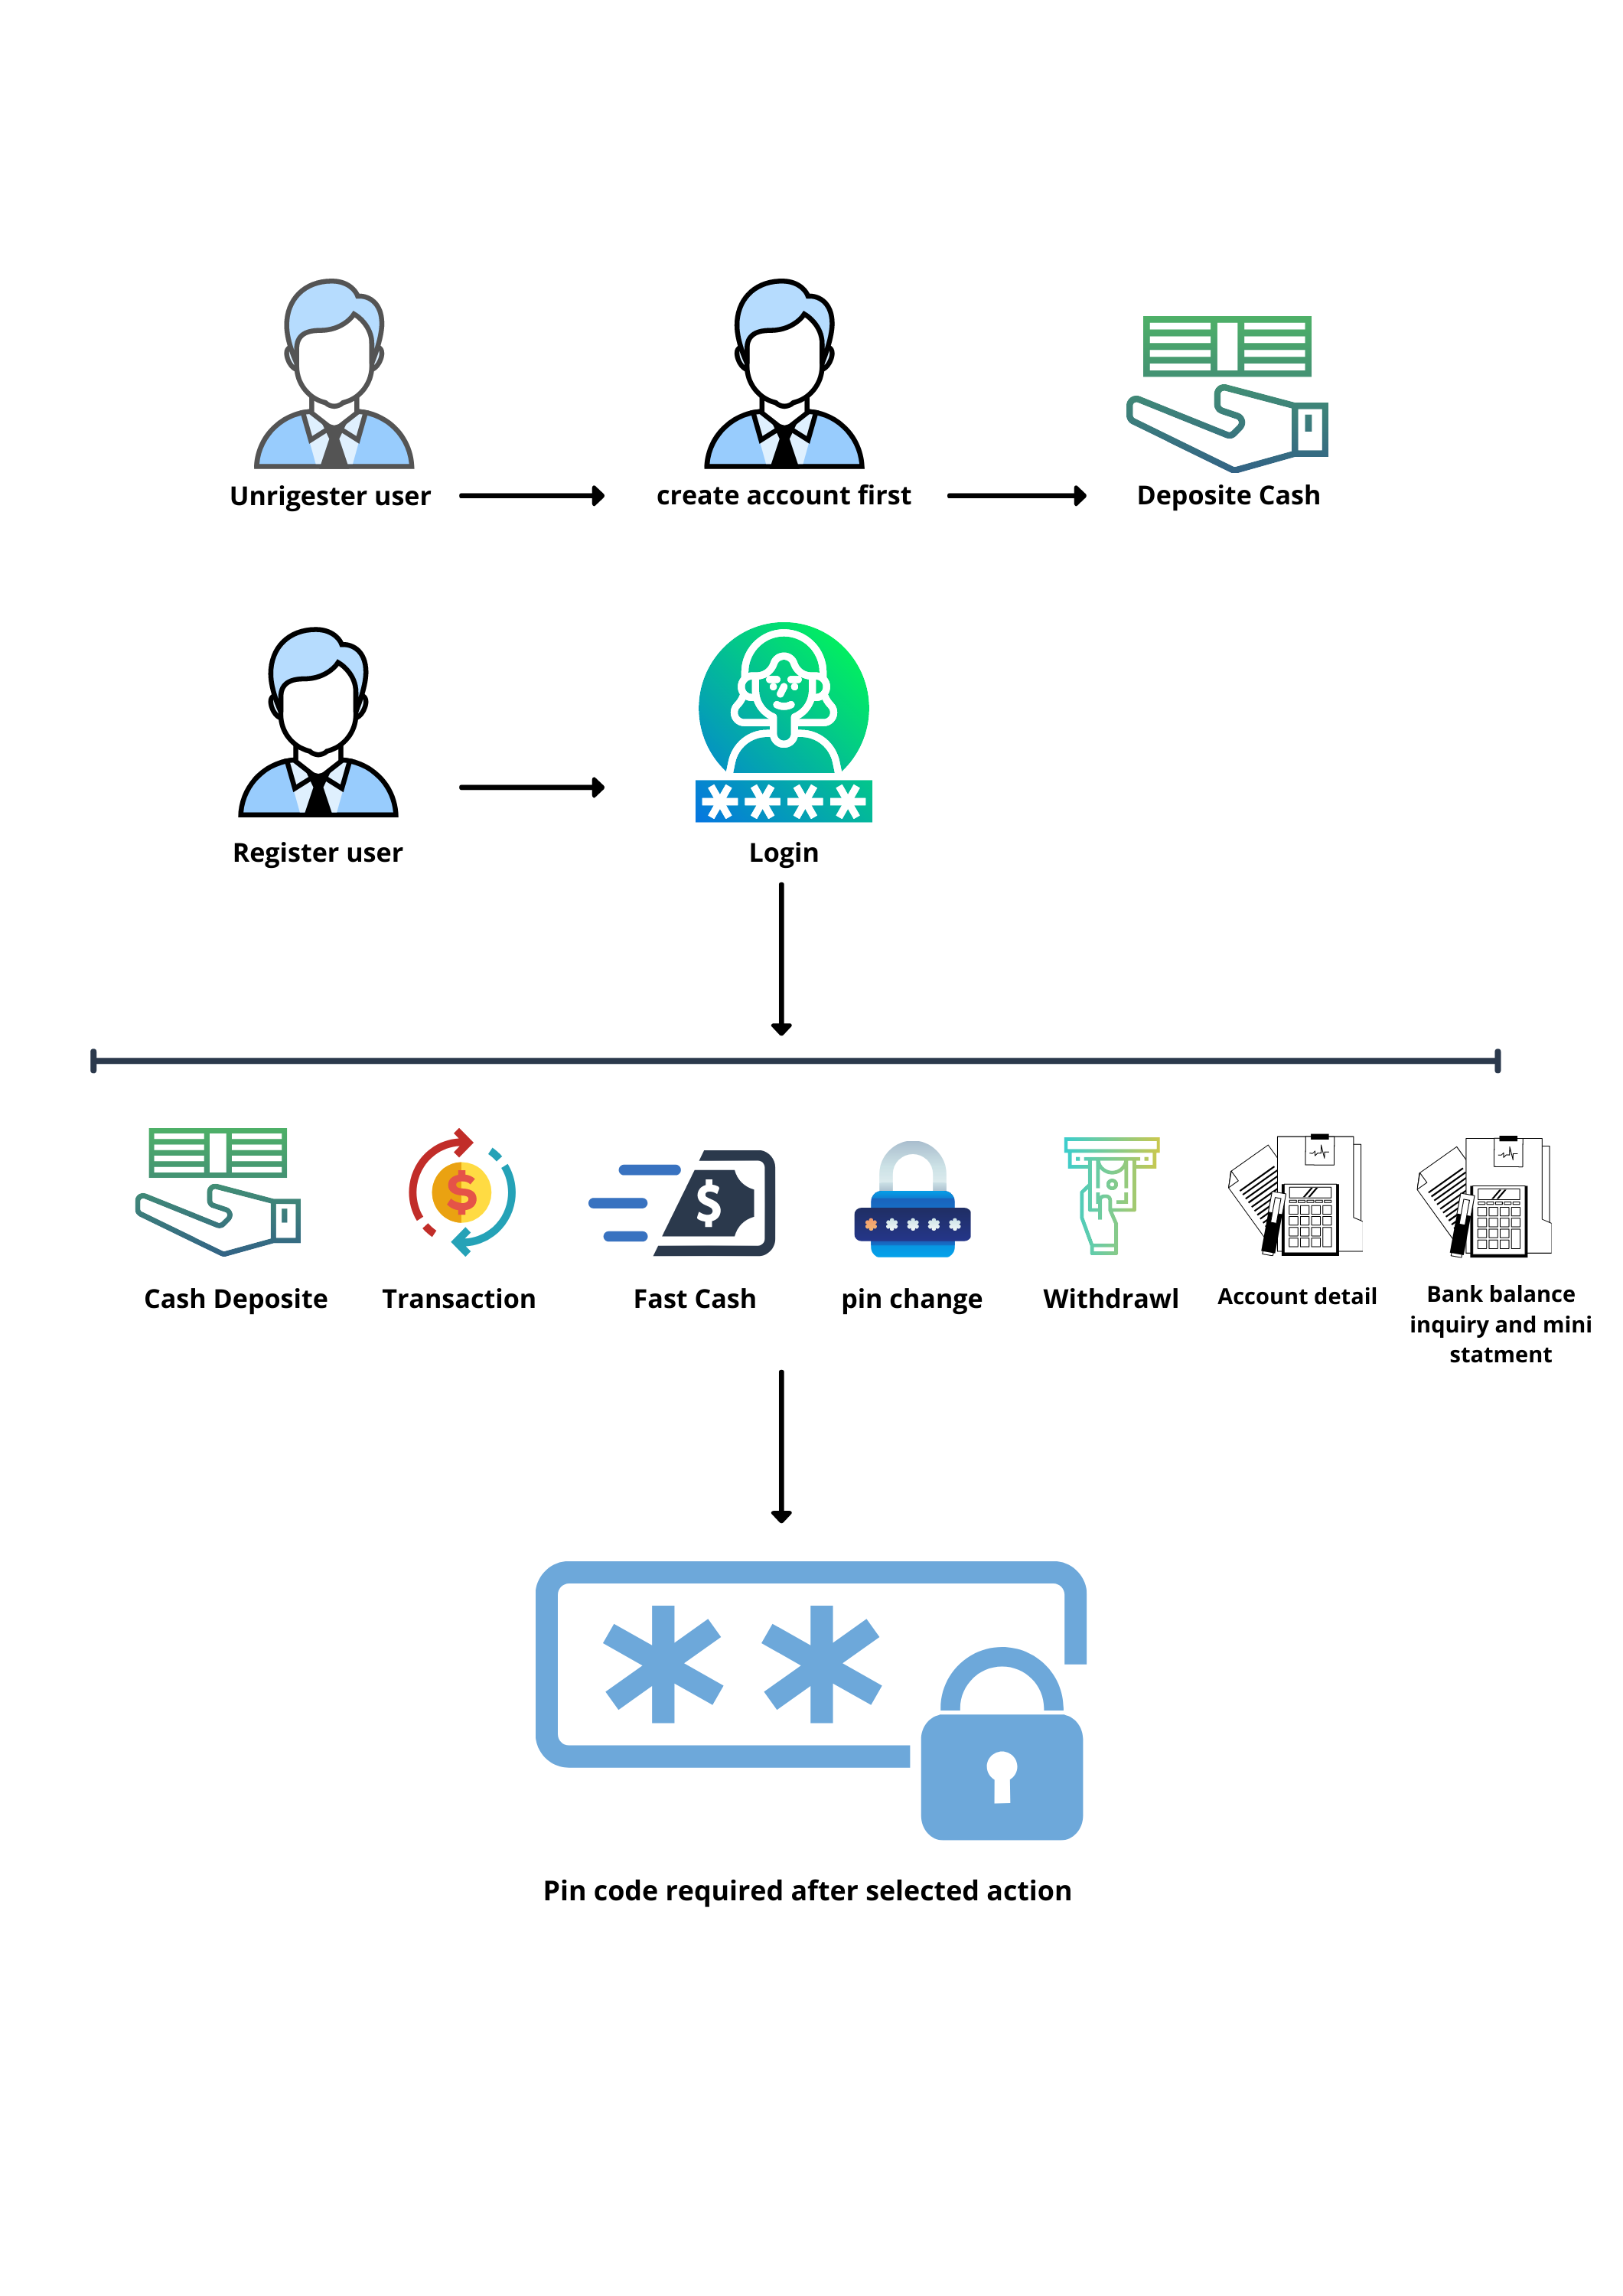 Unrigester user
create account first
Deposite Cash
Register user
Login
Cash Deposite
Transaction
Fast Cash
pin change
Withdrawl
Account detail
Bank balance
inquiry and mini
statment
Pin code required after selected action